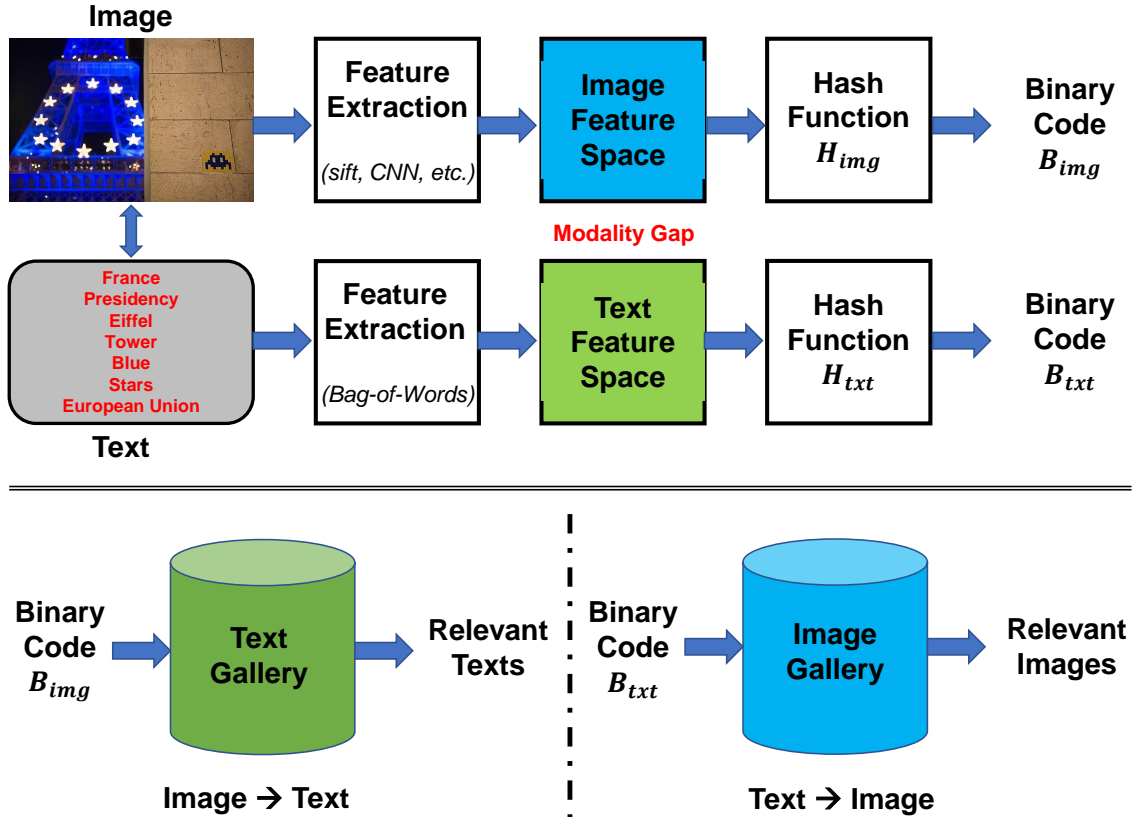 Image
Feature
Extraction
(sift, CNN, etc.)
Image
Feature
Space
Hash
Function
H_img
Binary
Code
B_img
Modality Gap
France
Presidency
Eiffel
Tower
Blue
Stars
European Union
Text
Feature
Extraction
(Bag-of-Words)
Text
Feature
Space
Hash
Function
H_txt
Binary
Code
B_txt
Binary
Code
B_img
Text
Gallery
Relevant
Texts
Image → Text
Binary
Code
B_txt
Image
Gallery
Relevant
Images
Text → Image